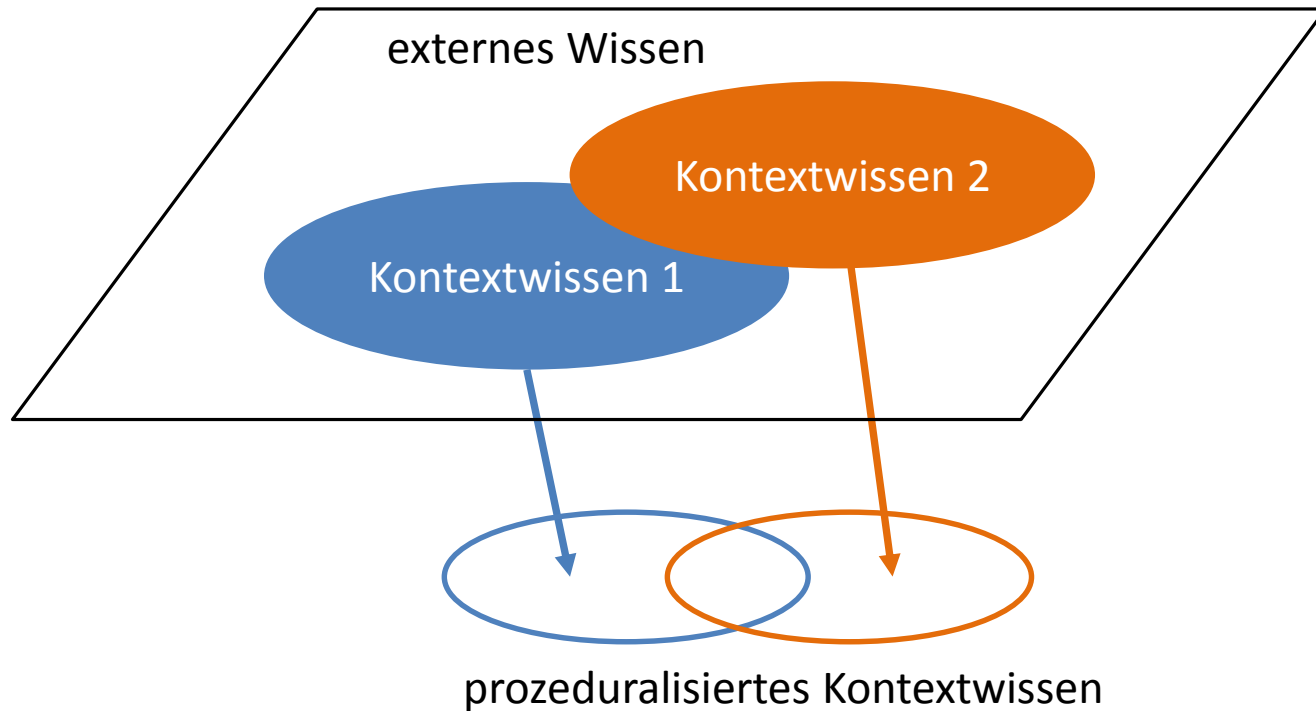 externes Wissen
Kontextwissen 2
Kontextwissen 1
prozeduralisiertes Kontextwissen